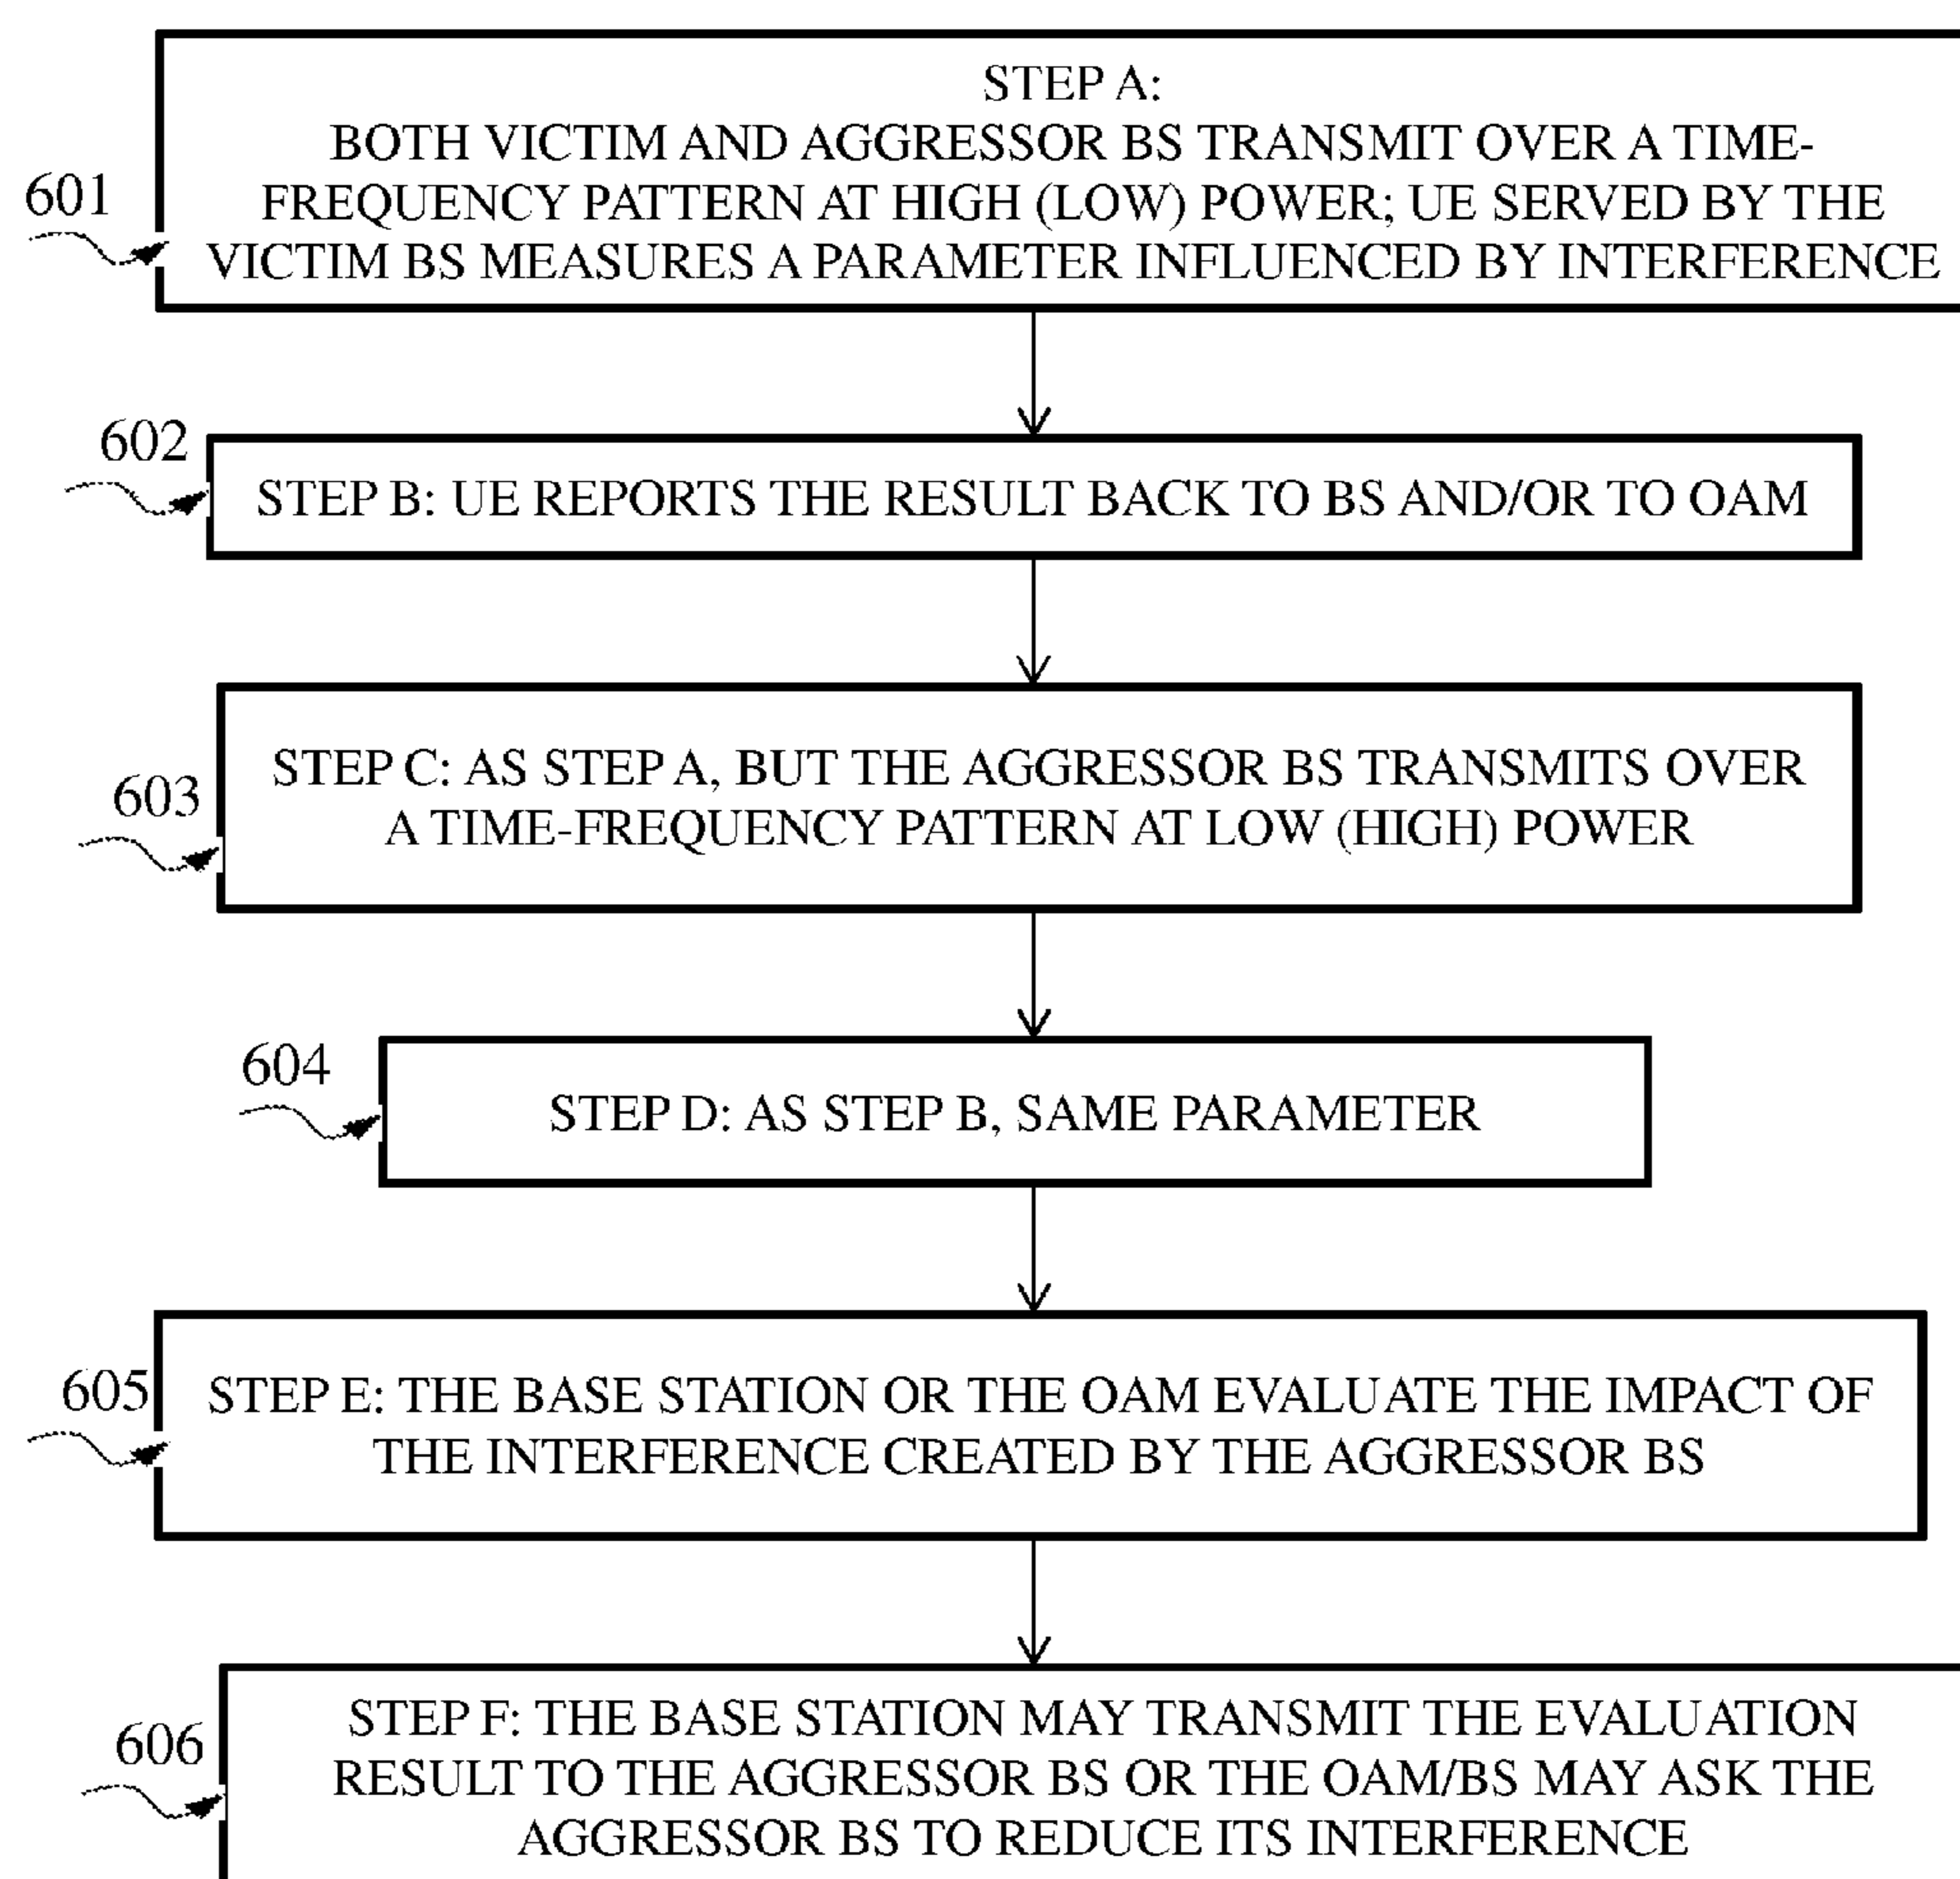 STEP A:
BOTH VICTIM AND AGGRESSOR BS TRANSMIT OVER A TIME-
FREQUENCY PATTERN AT HIGH (LOW) POWER; UE SERVED BY THE
VICTIM BS MEASURES A PARAMETER INFLUENCED BY INTERFERENCE
601
602
STEP B: UE REPORTS THE RESULT BACK TO BS AND/OR TO OAM
STEP C: AS STEP A, BUT THE AGGRESSOR BS TRANSMITS OVER
A TIME-FREQUENCY PATTERN AT LOW (HIGH) POWER
603
604
STEP D: AS STEP B, SAME PARAMETER
605
STEP E: THE BASE STATION OR THE OAM EVALUATE THE IMPACT OF
THE INTERFERENCE CREATED BY THE AGGRESSOR BS
606
STEP F: THE BASE STATION MAY TRANSMIT THE EVALUATION
RESULT TO THE AGGRESSOR BS OR THE OAM/BS MAY ASK THE
AGGRESSOR BS TO REDUCE ITS INTERFERENCE